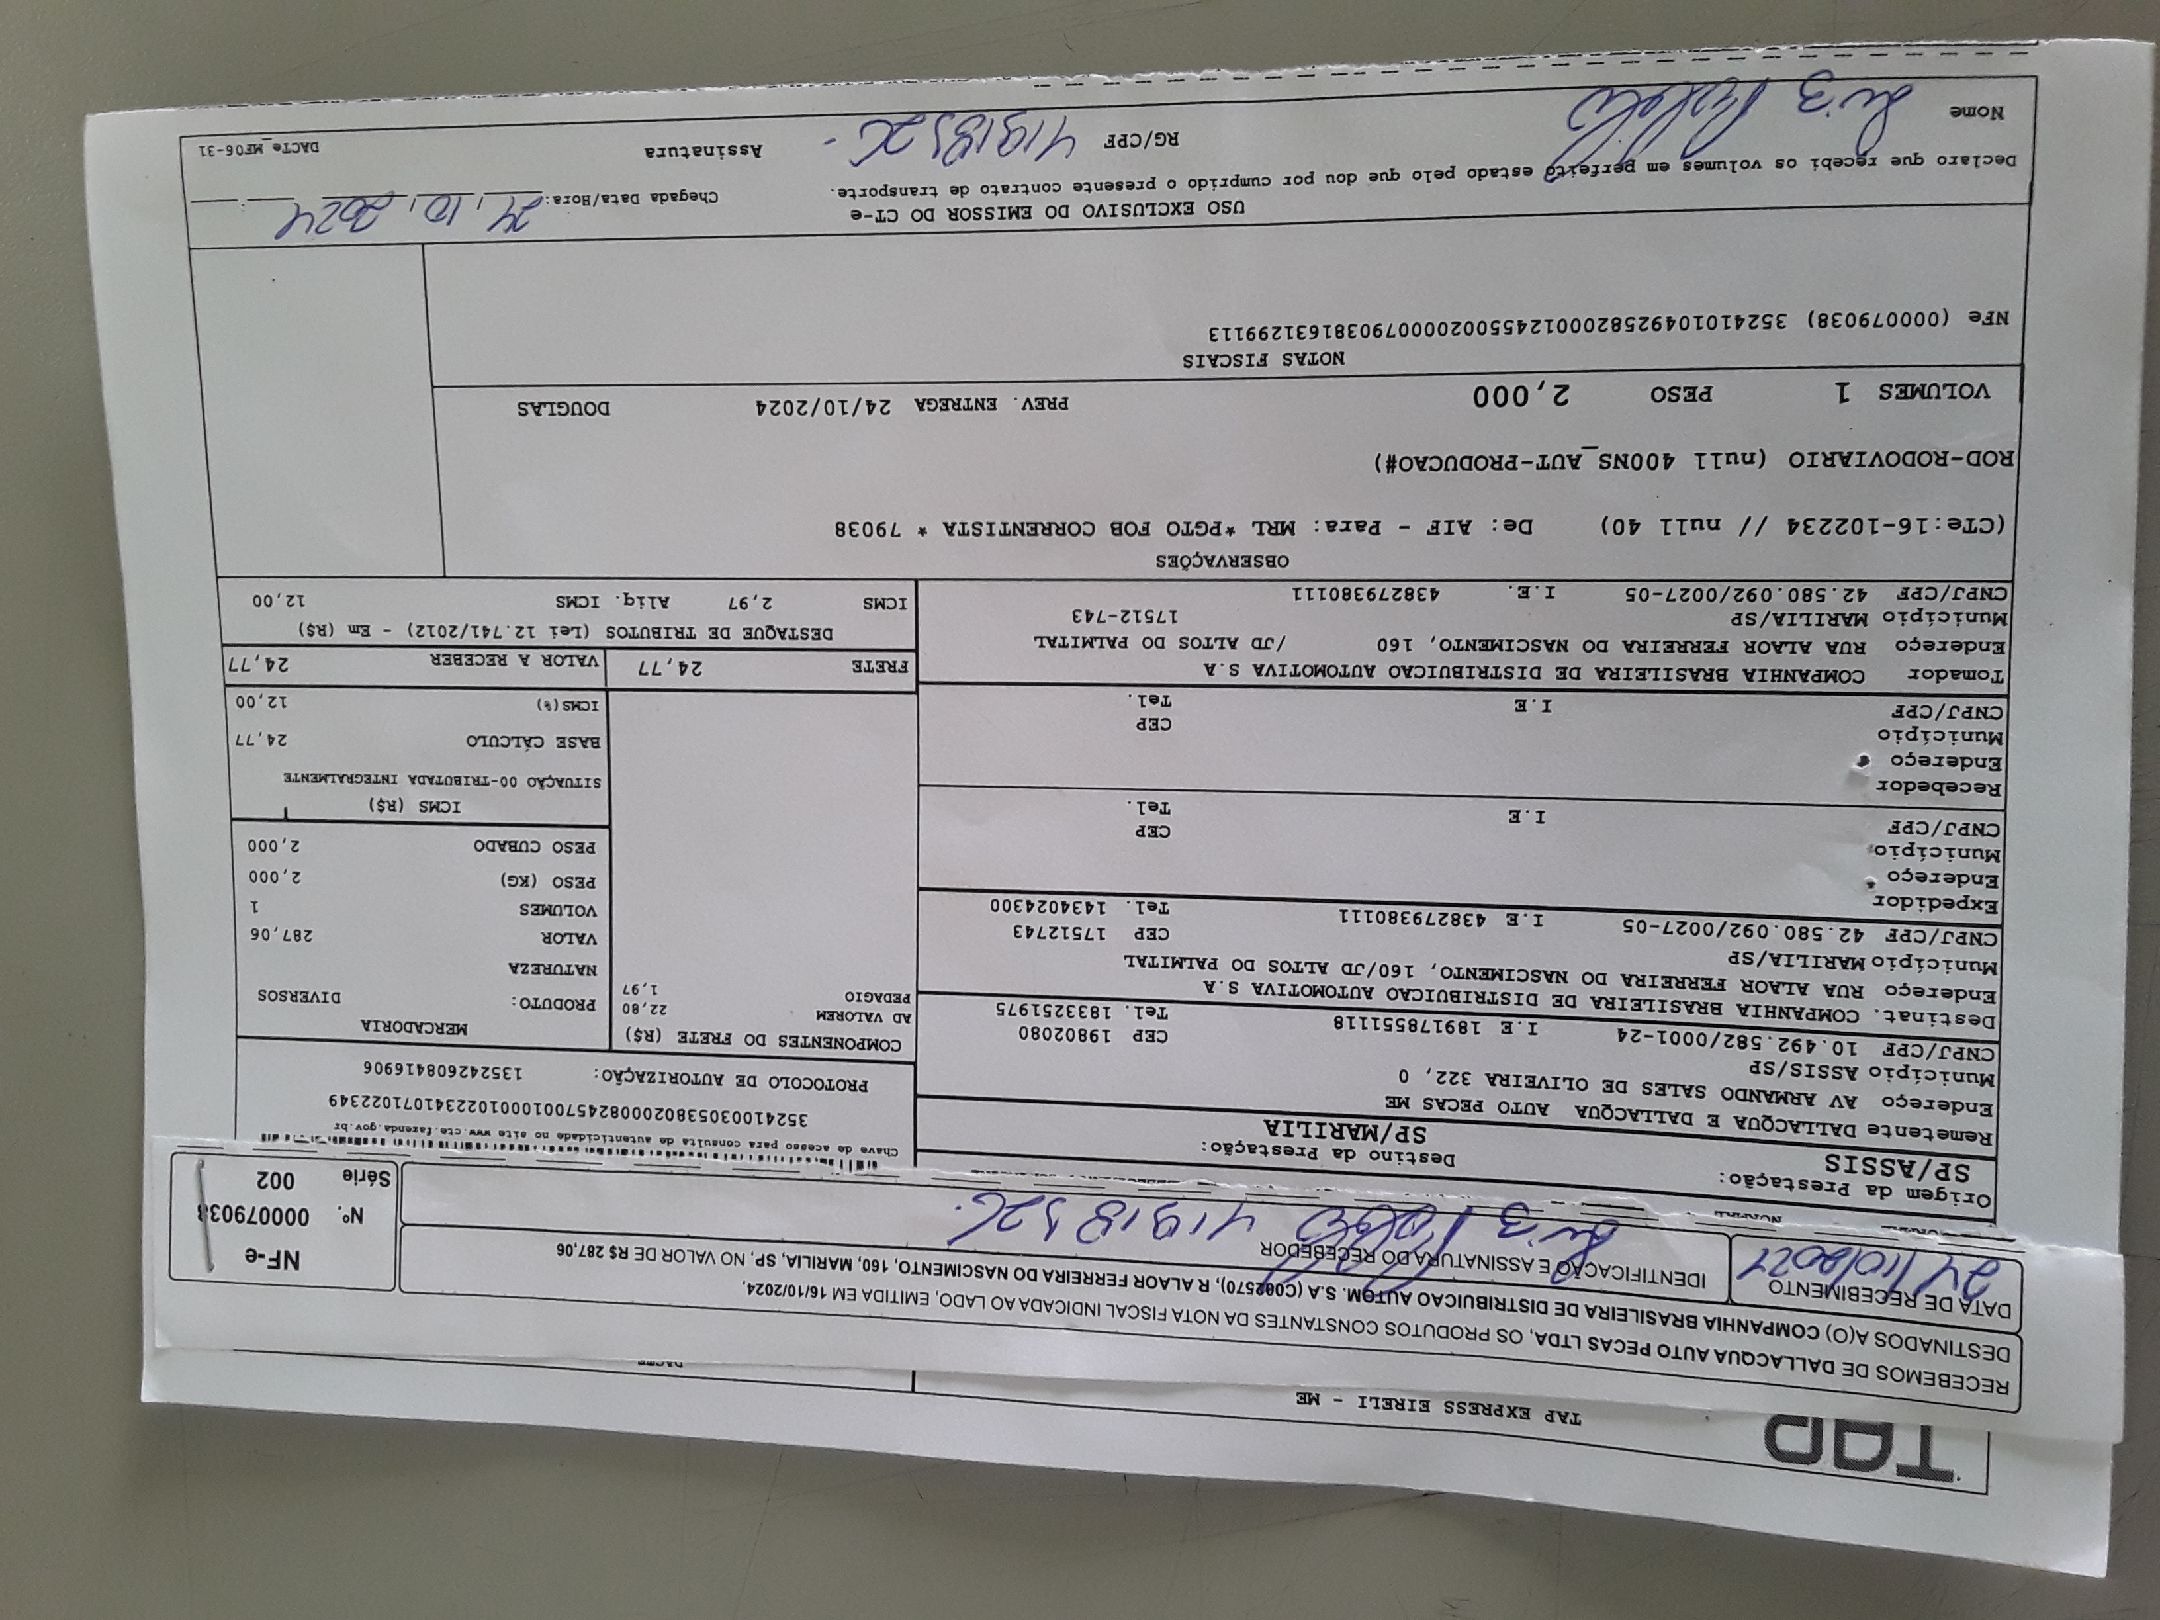 TAP
TAP EXPRESS EIRELI - ME
DACTE
RECEBEMOS DE DALLACQUA AUTO PECAS LTDA, OS PRODUTOS CONSTANTES DA NOTA FISCAL INDICADA AO LADO, EMITIDA EM 16/10/2024,
DESTINADOS A(O) COMPANHIA BRASILEIRA DE DISTRIBUICAO AUTOM. S.A (C002570), R ALAOR FERREIRA DO NASCIMENTO, 160, MARILIA, SP, NO VALOR DE R$ 287,06
DATA DE RECEBIMENTO
24/10/2024
IDENTIFICAÇÃO E ASSINATURA DO RECEBEDOR
Luiz
NF-e
Nº. 000079038
Série 002
Origem da Prestação:
SP/ASSIS
Destino da Prestação:
SP/MARILIA
Remetente DALLACQUA E DALLACQUA AUTO PECAS ME
Endereço AV ARMANDO SALES DE OLIVEIRA 322, 0
Município ASSIS/SP CEP 19802080
CNPJ/CPF 10.492.582/0001-24 I.E 189178551118 Tel. 1833251975
Destinat. COMPANHIA BRASILEIRA DE DISTRIBUICAO AUTOMOTIVA S.A
Endereço RUA ALAOR FERREIRA DO NASCIMENTO, 160/JD ALTOS DO PALMITAL
Município MARILIA/SP CEP 17512743
CNPJ/CPF 42.580.092/0027-05 I.E 438279380111 Tel. 1434024300
Expedidor
Endereço
Município CEP
CNPJ/CPF I.E Tel.
Recebedor
Endereço
Município CEP
CNPJ/CPF I.E Tel.
Tomador COMPANHIA BRASILEIRA DE DISTRIBUICAO AUTOMOTIVA S.A
Endereço RUA ALAOR FERREIRA DO NASCIMENTO, 160 /JD ALTOS DO PALMITAL
Município MARILIA/SP 17512-743
CNPJ/CPF 42.580.092/0027-05 I.E. 438279380111
Chave de acesso para consulta de autenticidade no site www.cte.fazenda.gov.br
35241003053802000824570010001022341071022349
PROTOCOLO DE AUTORIZAÇÃO: 135242608416906
COMPONENTES DO FRETE (R$)
AD VALOREM 22,80
PEDAGIO 1,97
MERCADORIA
PRODUTO: DIVERSOS
NATUREZA
VALOR 287,06
VOLUMES 1
PESO (KG) 2,000
PESO CUBADO 2,000
ICMS (R$)
SITUAÇÃO 00-TRIBUTADA INTEGRALMENTE
BASE CÁLCULO 24,77
ICMS(%) 12,00
FRETE 24,77 VALOR A RECEBER 24,77
DESTAQUE DE TRIBUTOS (Lei 12.741/2012) - Em (R$)
ICMS 2,97 Aliq. ICMS 12,00
OBSERVAÇÕES
(CTe:16-102234 // null 40) De: AIF - Para: MRL *PGTO FOB CORRENTISTA * 79038
ROD-RODOVIARIO (null 400NS_AUT-PRODUCAO#)
VOLUMES 1 PESO 2,000 PREV. ENTREGA 24/10/2024 DOUGLAS
NOTAS FISCAIS
NFe (000079038) 35241010492582000124550020000790381631299113
USO EXCLUSIVO DO EMISSOR DO CT-e
Declaro que recebi os volumes em perfeito estado pelo que dou por cumprido o presente contrato de transporte.
Chegada Data/Hora: 24, 10, 2024
Nome Luiz
RG/CPF
Assinatura
DACTe_MF06-31